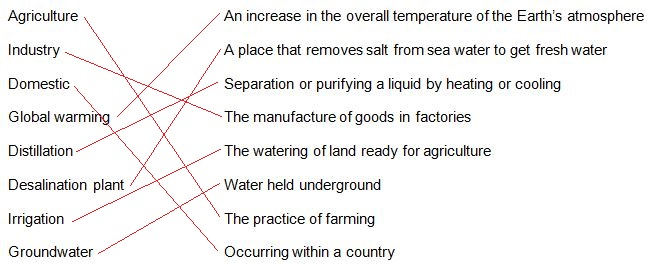 Agriculture An increase in the overall temperature of the Earth's atmosphere
Industry A place that removes salt from sea water to get fresh water
Domestic Separation or purifying a liquid by heating or cooling
Global warming The manufacture of goods in factories
Distillation The watering of land ready for agriculture
Desalination plant Water held underground
Irrigation The practice of farming
Groundwater Occurring within a country